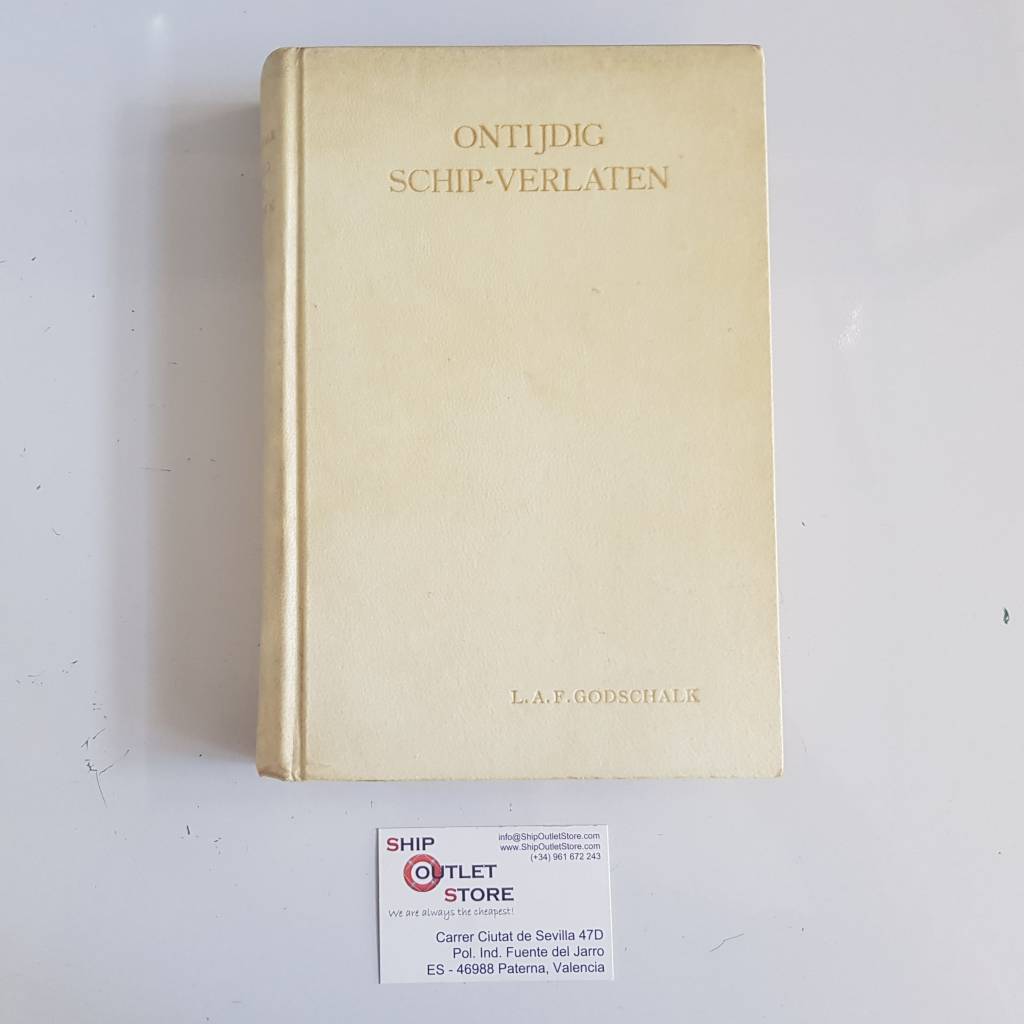 ONTIJDIG
SCHIP-VERLATEN
L. A. F. GODSCHALK
SHIP
OUTLET
STORE
We are always the cheapest!
info@ShipOutletStore.com
www.ShipOutletStore.com
(+34) 961 672 243
Carrer Ciutat de Sevilla 47D
Pol. Ind. Fuente del Jarro
ES - 46988 Paterna, Valencia